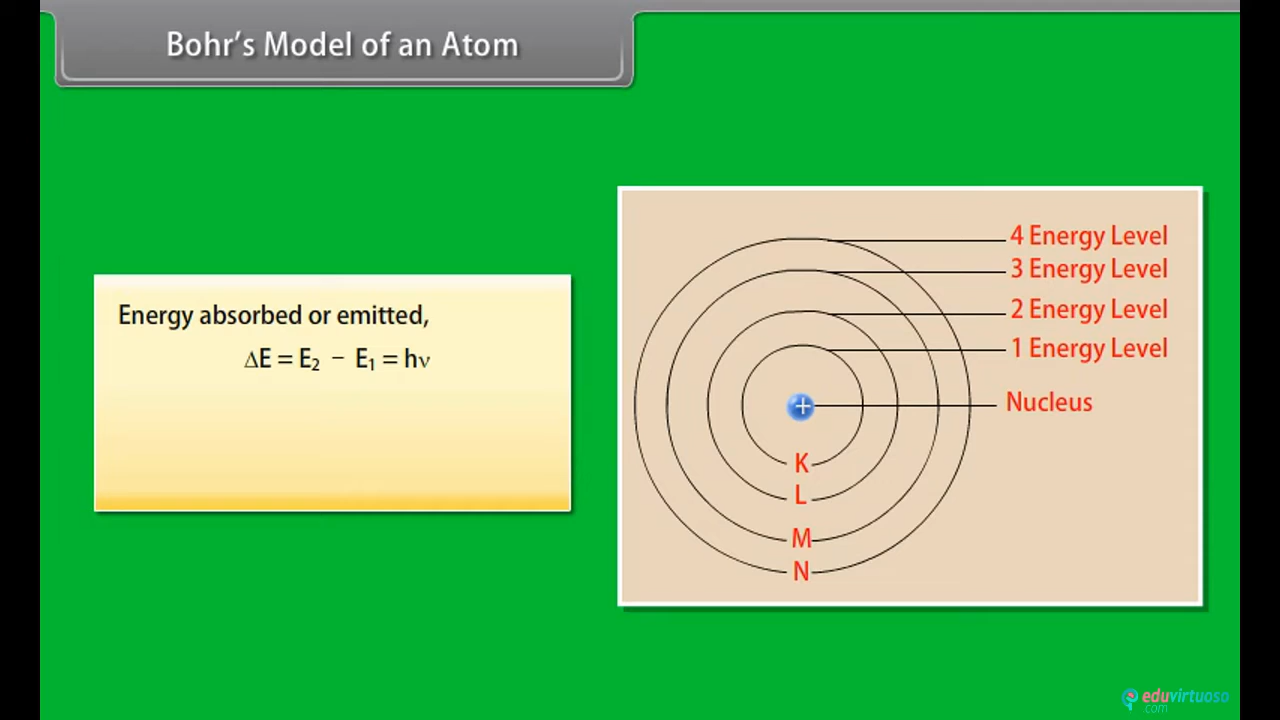 Bohr’s Model of an Atom
Energy absorbed or emitted,
ΔE = E₂ − E₁ = hν
4 Energy Level
3 Energy Level
2 Energy Level
1 Energy Level
+
Nucleus
K
L
M
N
eduvirtuoso
.com